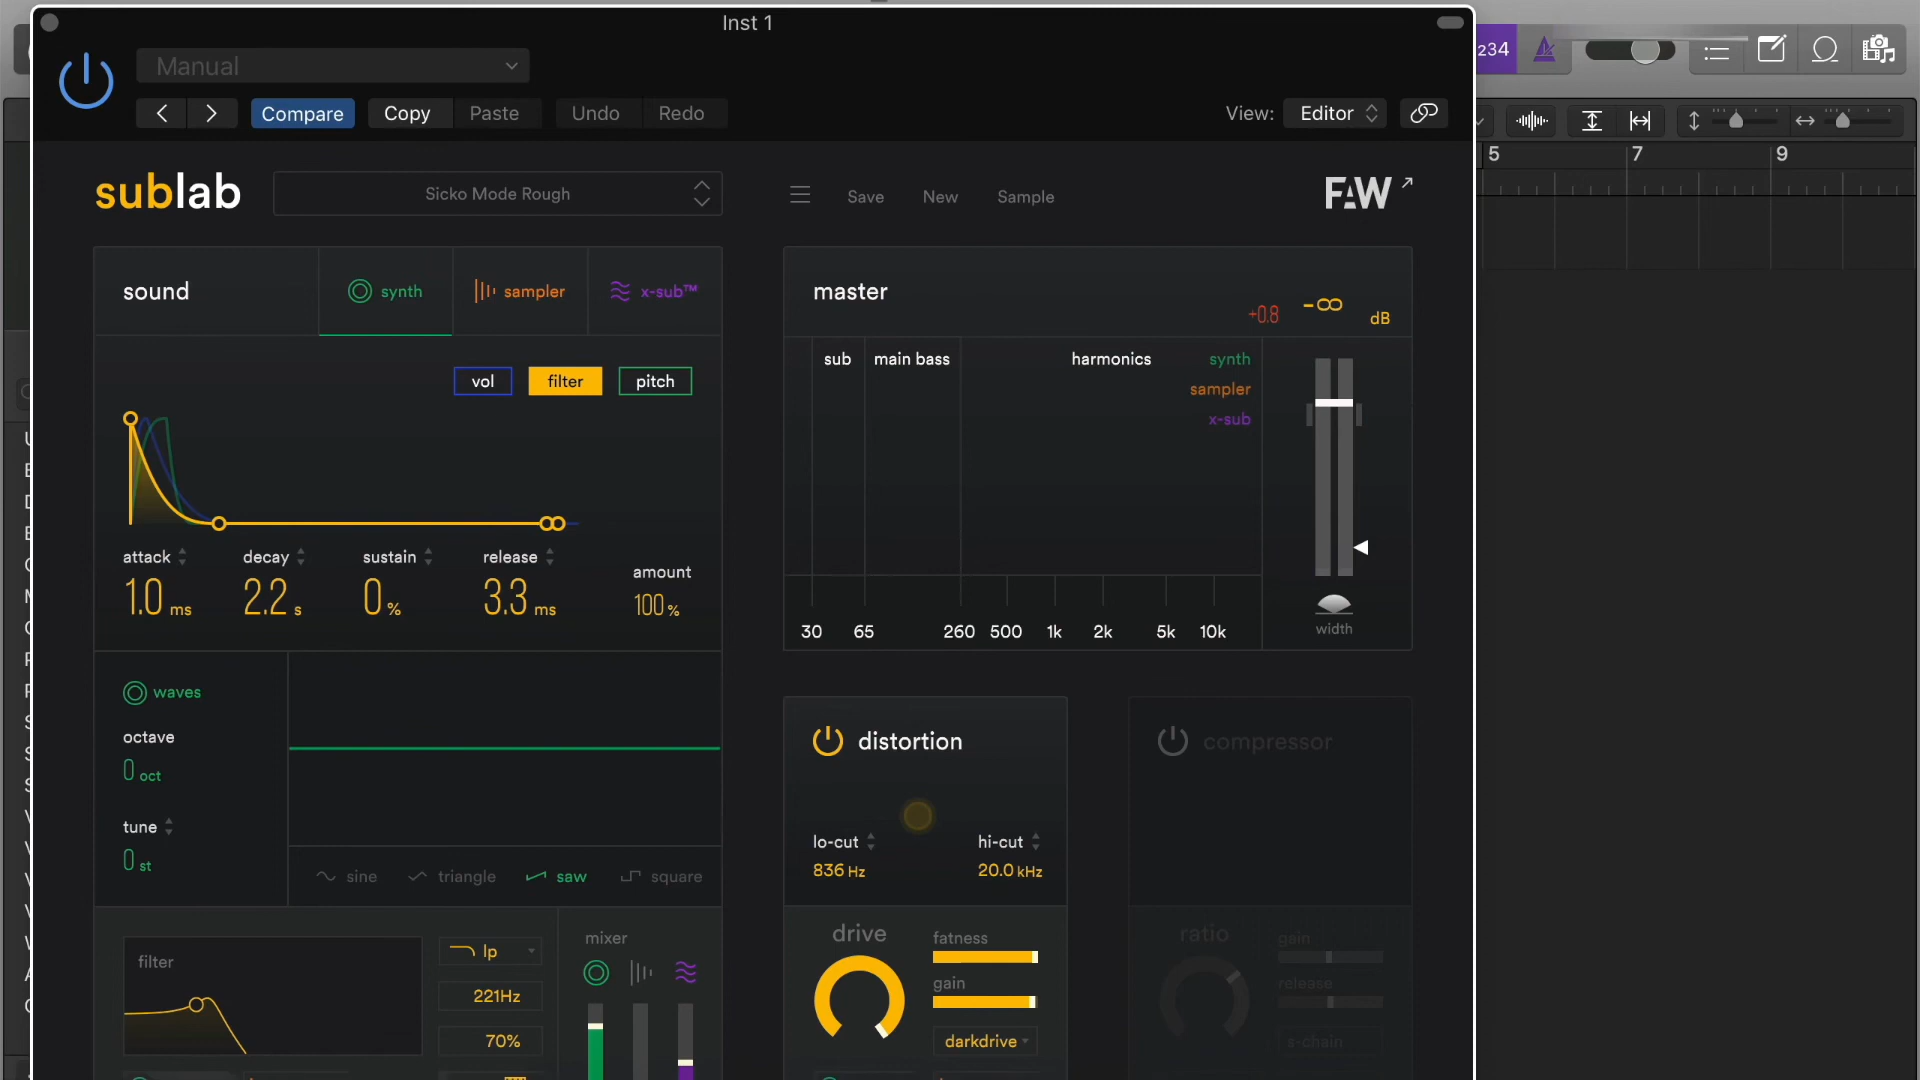 Inst 1
Manual
234
Compare Copy Paste Undo Redo
View: Editor
5 7 9
sublab
Sicko Mode Rough
Save New Sample
FAW
sound synth sampler x-sub™
vol filter pitch
attack decay sustain release amount
1.0 ms 2.2 s 0 % 3.3 ms 100 %
waves
octave
0 oct
tune
0 st
sine triangle saw square
filter
lp
221Hz
70%
mixer
master
+0.8 -∞ dB
sub main bass harmonics synth
sampler
x-sub
30 65 260 500 1k 2k 5k 10k
width
distortion
lo-cut hi-cut
836 Hz 20.0 kHz
drive fatness
gain
darkdrive
compressor
ratio gain
release
s-chain